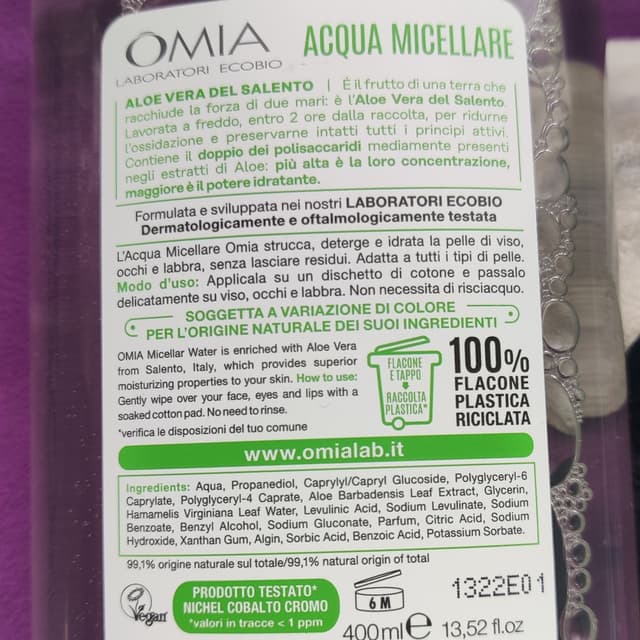 OMIA
LABORATORI ECOBIO
ACQUA MICELLARE
ALOE VERA DEL SALENTO | È il frutto di una terra che
racchiude la forza di due mari: è l'Aloe Vera del Salento.
Lavorata a freddo, entro 2 ore dalla raccolta, per ridurne
l'ossidazione e preservarne intatti tutti i principi attivi.
Contiene il doppio dei polisaccaridi mediamente presenti
negli estratti di Aloe: più alta è la loro concentrazione,
maggiore è il potere idratante.
Formulata e sviluppata nei nostri LABORATORI ECOBIO
Dermatologicamente e oftalmologicamente testata
L'Acqua Micellare Omia strucca, deterge e idrata la pelle di viso,
occhi e labbra, senza lasciare residui. Adatta a tutti i tipi di pelle.
Modo d'uso: Applicala su un dischetto di cotone e passalo
delicatamente su viso, occhi e labbra. Non necessita di risciacquo.
SOGGETTA A VARIAZIONE DI COLORE
PER L'ORIGINE NATURALE DEI SUOI INGREDIENTI
OMIA Micellar Water is enriched with Aloe Vera
from Salento, Italy, which provides superior
moisturizing properties to your skin. How to use:
Gently wipe over your face, eyes and lips with a
soaked cotton pad. No need to rinse.
*verifica le disposizioni del tuo comune
FLACONE
E TAPPO
RACCOLTA
PLASTICA*
100%
FLACONE
PLASTICA
RICICLATA
www.omialab.it
Ingredients: Aqua, Propanediol, Caprylyl/Capryl Glucoside, Polyglyceryl-6
Caprylate, Polyglyceryl-4 Caprate, Aloe Barbadensis Leaf Extract, Glycerin,
Hamamelis Virginiana Leaf Water, Levulinic Acid, Sodium Levulinate, Sodium
Benzoate, Benzyl Alcohol, Sodium Gluconate, Parfum, Citric Acid, Sodium
Hydroxide, Xanthan Gum, Algin, Sorbic Acid, Benzoic Acid, Potassium Sorbate.
99,1% origine naturale sul totale/99,1% natural origin of total
Vegan
PRODOTTO TESTATO*
NICHEL COBALTO CROMO
*valori in tracce < 1 ppm
6 M
1322E01
400ml e 13,52 fl.oz